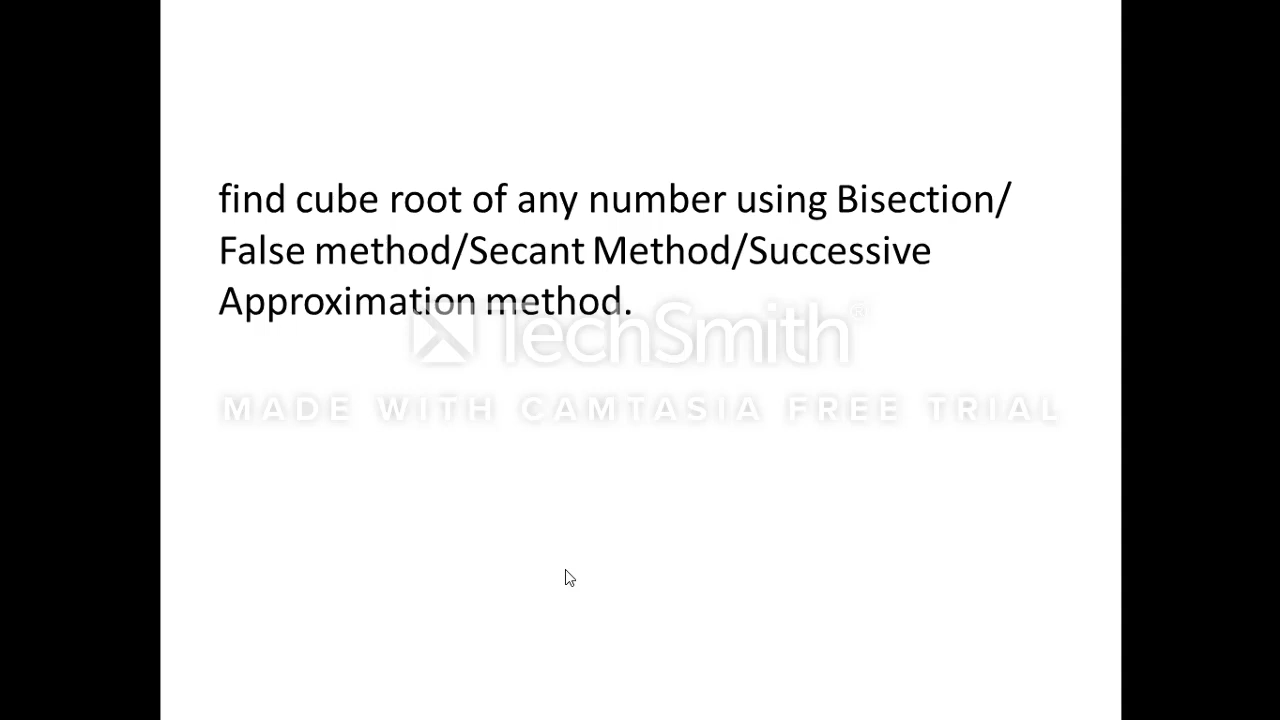 find cube root of any number using Bisection/
False method/Secant Method/Successive
Approximation method.
TechSmith®
MADE WITH CAMTASIA FREE TRIAL